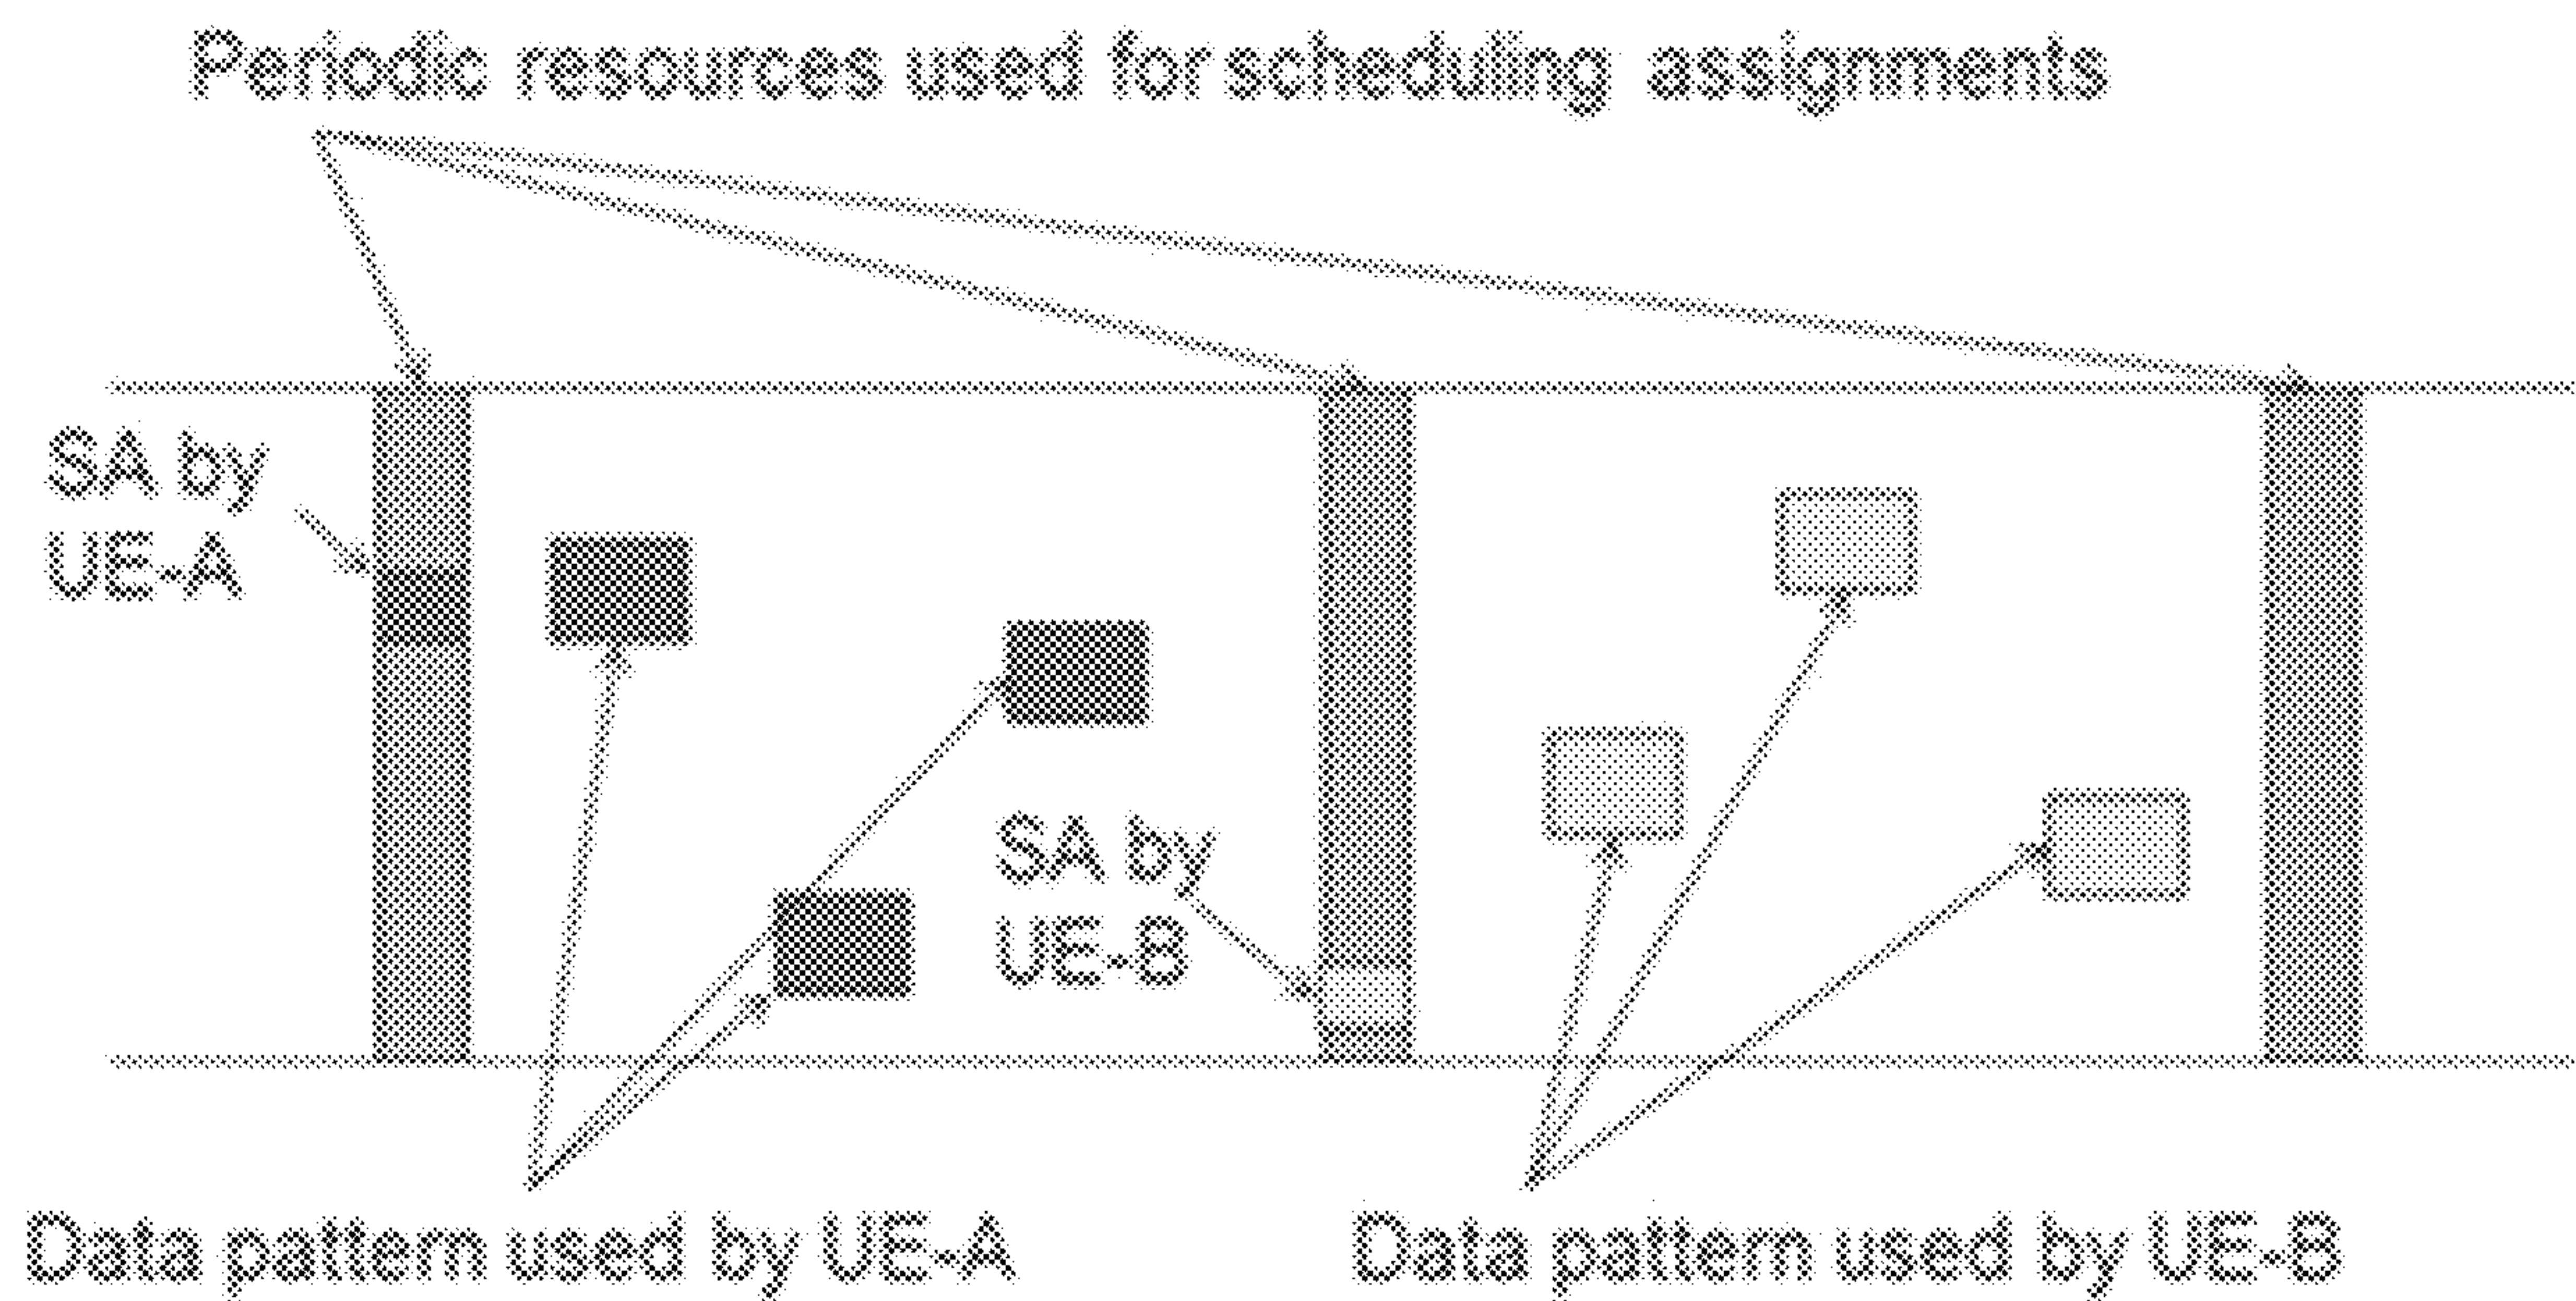 Periodic resources used for scheduling assignments
SA by
UE-A
SA by
UE-B
Data pattern used by UE-A
Data pattern used by UE-B